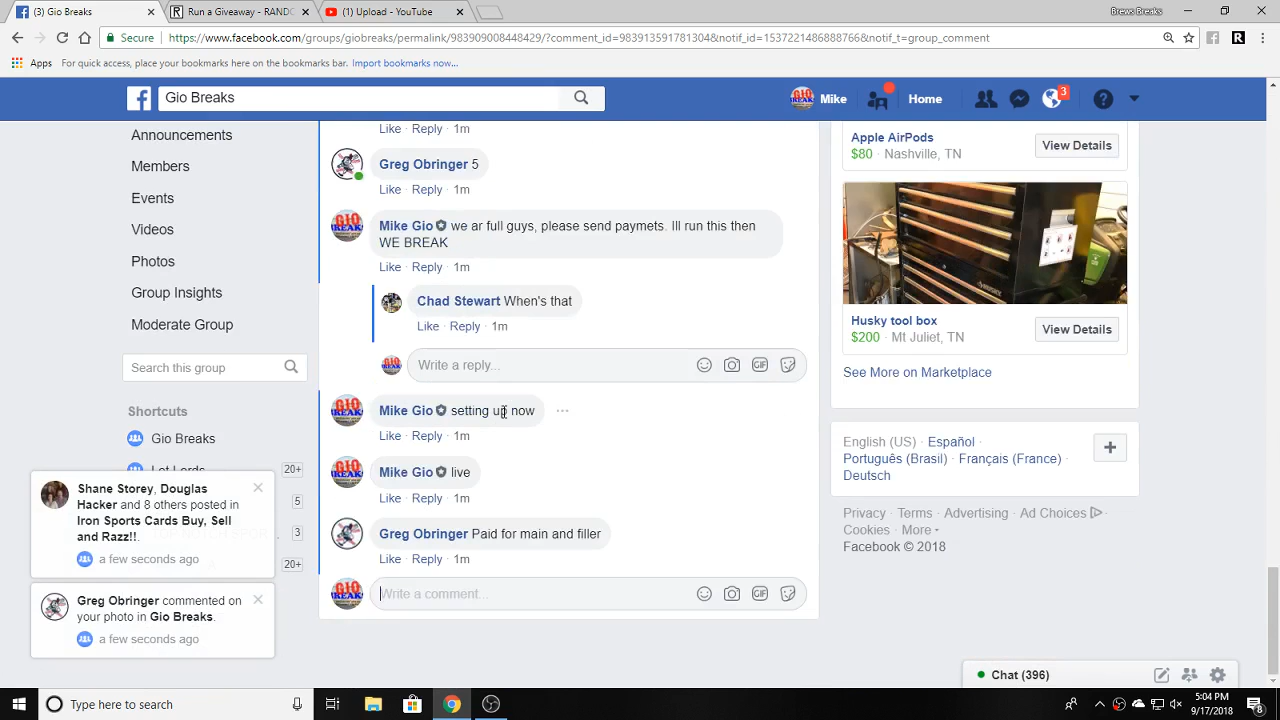 (3) Gio Breaks
Run a Giveaway - RANDO
(1) Upload - YouTube
Brews Breaks
Secure
https://www.facebook.com/groups/giobreaks/permalink/983909008448429/?comment_id=983913591781304&notif_id=1537221486888766&notif_t=group_comment
Apps
For quick access, place your bookmarks here on the bookmarks bar.
Import bookmarks now...
Gio Breaks
Mike
Home
3
Announcements
Members
Events
Videos
Photos
Group Insights
Moderate Group
Search this group
Shortcuts
Gio Breaks
20+
5
3
20+
Shane Storey, Douglas
Hacker and 8 others posted in
Iron Sports Cards Buy, Sell
and Razz!!.
a few seconds ago
Greg Obringer commented on
your photo in Gio Breaks.
a few seconds ago
Like · Reply · 1m
Greg Obringer 5
Like · Reply · 1m
Mike Gio we ar full guys, please send paymets. Ill run this then
WE BREAK
Like · Reply · 1m
Chad Stewart When's that
Like · Reply · 1m
Write a reply...
GIF
Mike Gio setting up now
Like · Reply · 1m
Mike Gio live
Like · Reply · 1m
Greg Obringer Paid for main and filler
Like · Reply · 1m
Write a comment...
GIF
Apple AirPods
$80 · Nashville, TN
View Details
Husky tool box
$200 · Mt Juliet, TN
View Details
See More on Marketplace
English (US) · Español ·
Português (Brasil) · Français (France) ·
Deutsch
Privacy · Terms · Advertising · Ad Choices ·
Cookies · More
Facebook © 2018
Chat (396)
Type here to search
5:04 PM
9/17/2018
8